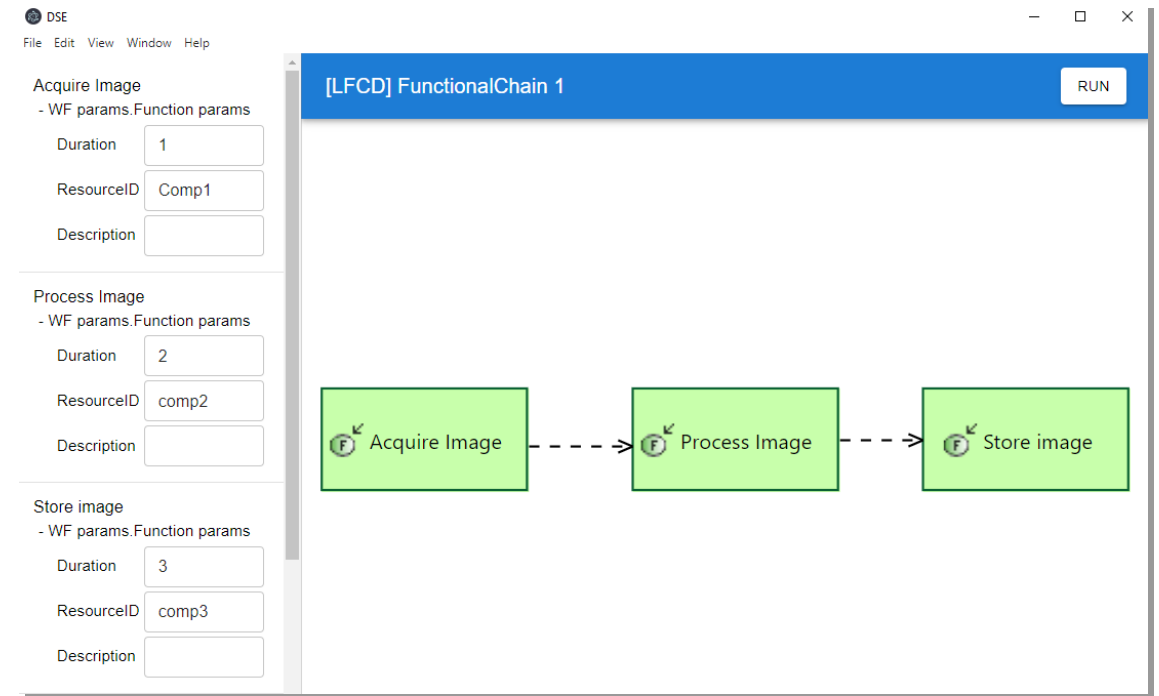 DSE
File Edit View Window Help
Acquire Image
- WF params.Function params
Duration 1
ResourceID Comp1
Description
Process Image
- WF params.Function params
Duration 2
ResourceID comp2
Description
Store image
- WF params.Function params
Duration 3
ResourceID comp3
Description
[LFCD] FunctionalChain 1 RUN
F Acquire Image F Process Image F Store image